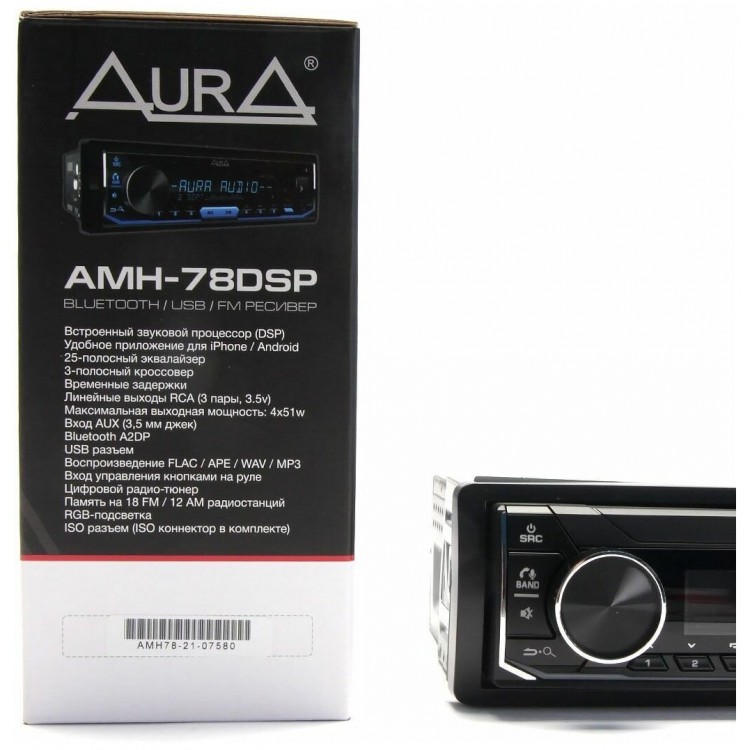 AURA ®
AURA
SRC
BAND
-AURA AUDIO--
AMH-78DSP
BLUETOOTH / USB / FM РЕСИВЕР
Встроенный звуковой процессор (DSP)
Удобное приложение для iPhone / Android
25-полосный эквалайзер
3-полосный кроссовер
Временные задержки
Линейные выходы RCA (3 пары, 3.5v)
Максимальная выходная мощность: 4x51w
Вход AUX (3,5 мм джек)
Bluetooth A2DP
USB разъем
Воспроизведение FLAC / APE / WAV / MP3
Вход управления кнопками на руле
Цифровой радио-тюнер
Память на 18 FM / 12 AM радиостанций
RGB-подсветка
ISO разъем (ISO коннектор в комплекте)
AMH78-21-07580
SRC
BAND
1
2